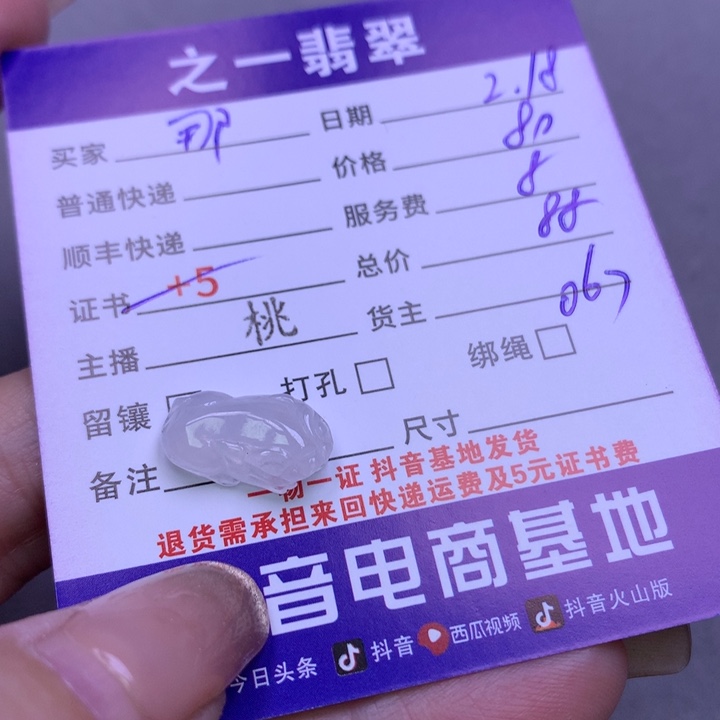 之一翡翠
买家 那 日期 2.18
普通快递 价格 80
顺丰快递 服务费 8
证书 +5 总价 88
主播 桃 货主 067
留镶 打孔 绑绳
备注 尺寸
一物一证 抖音基地发货
退货需承担来回快递运费及5元证书费
音电商基地
今日头条 抖音 西瓜视频 抖音火山版